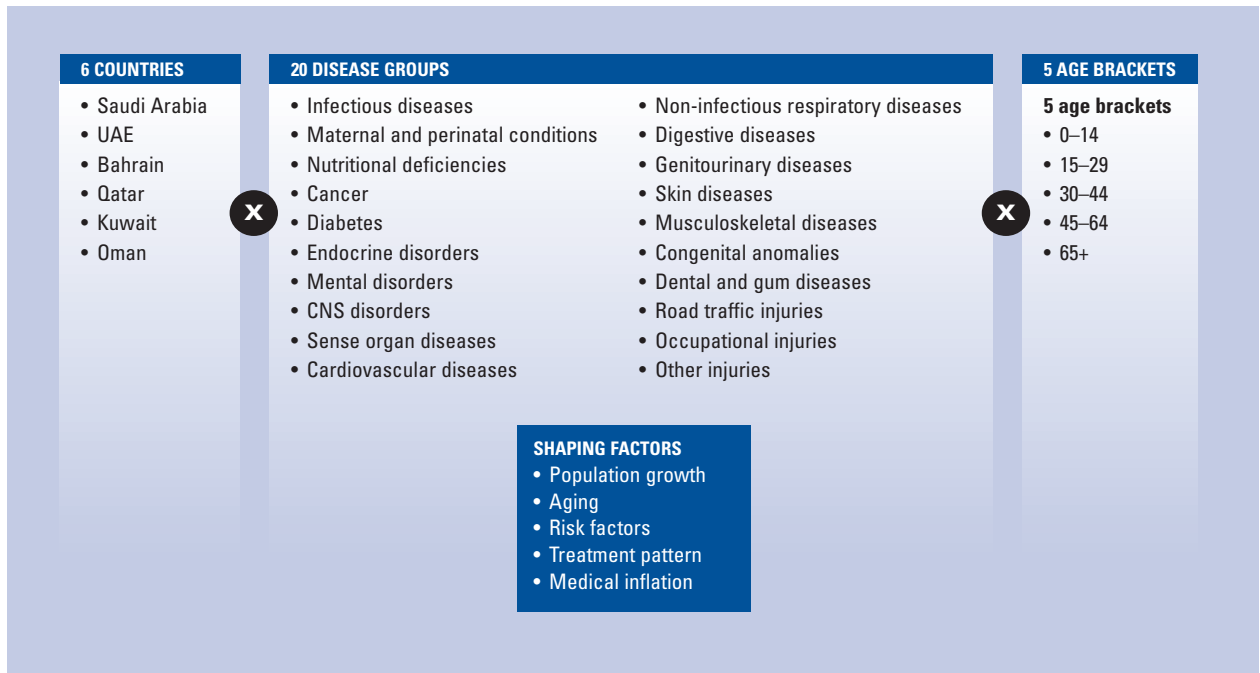 6 COUNTRIES
• Saudi Arabia
• UAE
• Bahrain
• Qatar
• Kuwait
• Oman
X
20 DISEASE GROUPS
• Infectious diseases
• Maternal and perinatal conditions
• Nutritional deficiencies
• Cancer
• Diabetes
• Endocrine disorders
• Mental disorders
• CNS disorders
• Sense organ diseases
• Cardiovascular diseases
• Non-infectious respiratory diseases
• Digestive diseases
• Genitourinary diseases
• Skin diseases
• Musculoskeletal diseases
• Congenital anomalies
• Dental and gum diseases
• Road traffic injuries
• Occupational injuries
• Other injuries
X
5 AGE BRACKETS
5 age brackets
• 0–14
• 15–29
• 30–44
• 45–64
• 65+
SHAPING FACTORS
• Population growth
• Aging
• Risk factors
• Treatment pattern
• Medical inflation